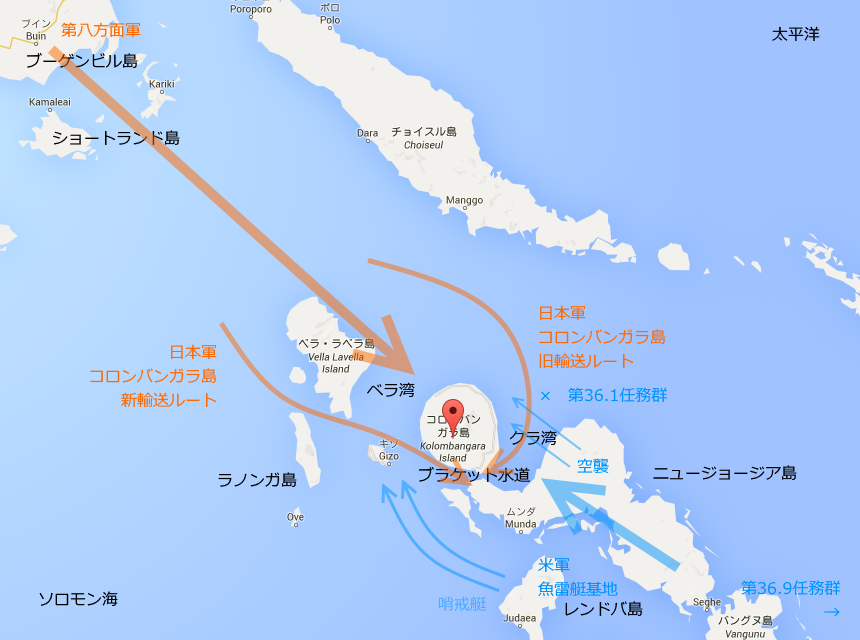 Poroporo
ポロ
Polo
ブイン
Buin
第八方面軍
太平洋
ブーゲンビル島
Kariki
Kamaleai
ショートランド島
Dara
チョイスル島
Choiseul
Manggo
日本軍
コロンバンガラ島
旧輸送ルート
ベラ・ラベラ島
Vella Lavella
Island
日本軍
コロンバンガラ島
新輸送ルート
ベラ湾
× 第36.1任務群
コロンバン
ガラ島
Kolombangara
Island
クラ湾
ギゾ
Gizo
空襲
ブラケット水道
ニュージョージア島
ラノンガ島
Ove
ムンダ
Munda
米軍
魚雷艇基地
第36.9任務群
→
ソロモン海
哨戒艇
レンドバ島
Seghe
Judaea
バングヌ島
Vangunu